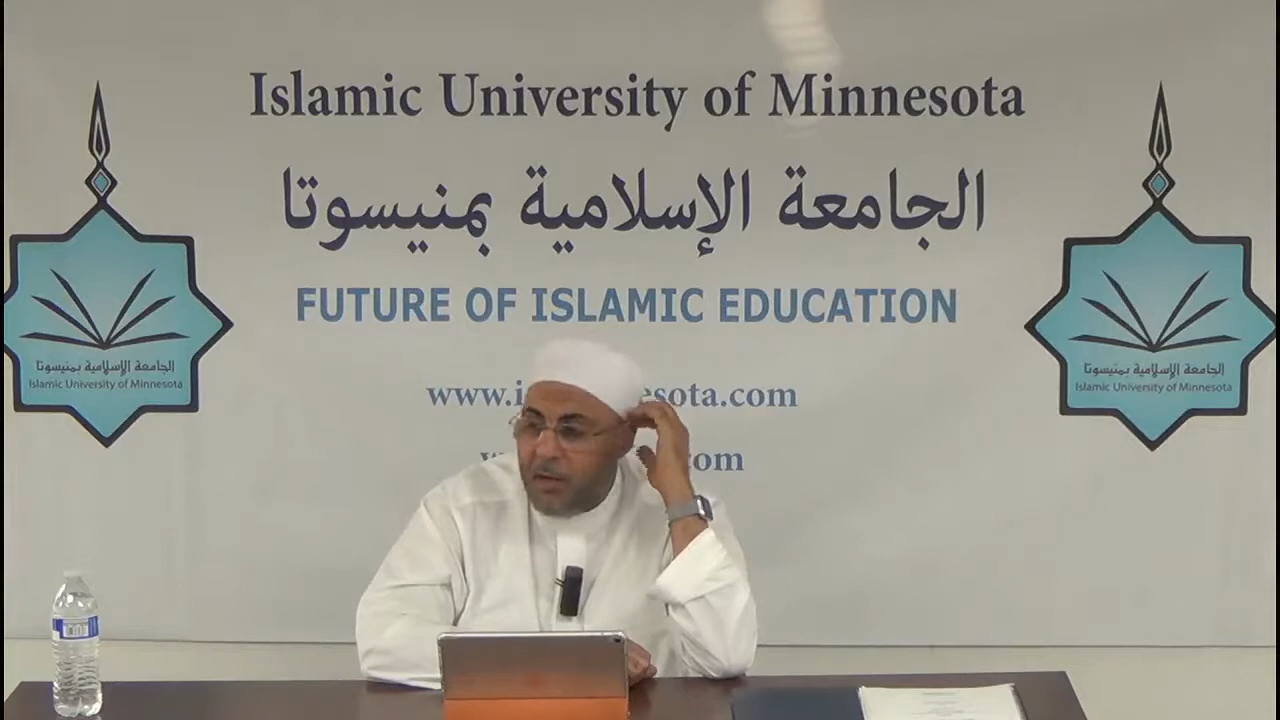 Islamic University of Minnesota
الجامعة الإسلامية بمنيسوتا
FUTURE OF ISLAMIC EDUCATION
الجامعة الإسلامية بمنيسوتا
Islamic University of Minnesota
الجامعة الإسلامية بمنيسوتا
Islamic University of Minnesota